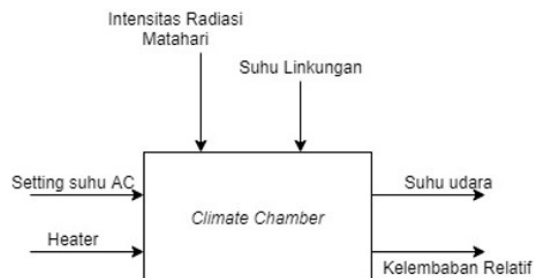 Intensitas Radiasi
Matahari
Suhu Linkungan
Setting suhu AC
Suhu udara
Climate Chamber
Heater
Kelembaban Relatif